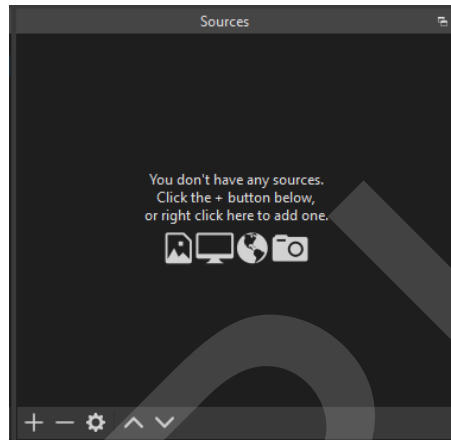 Sources
You don't have any sources.
Click the + button below,
or right click here to add one.